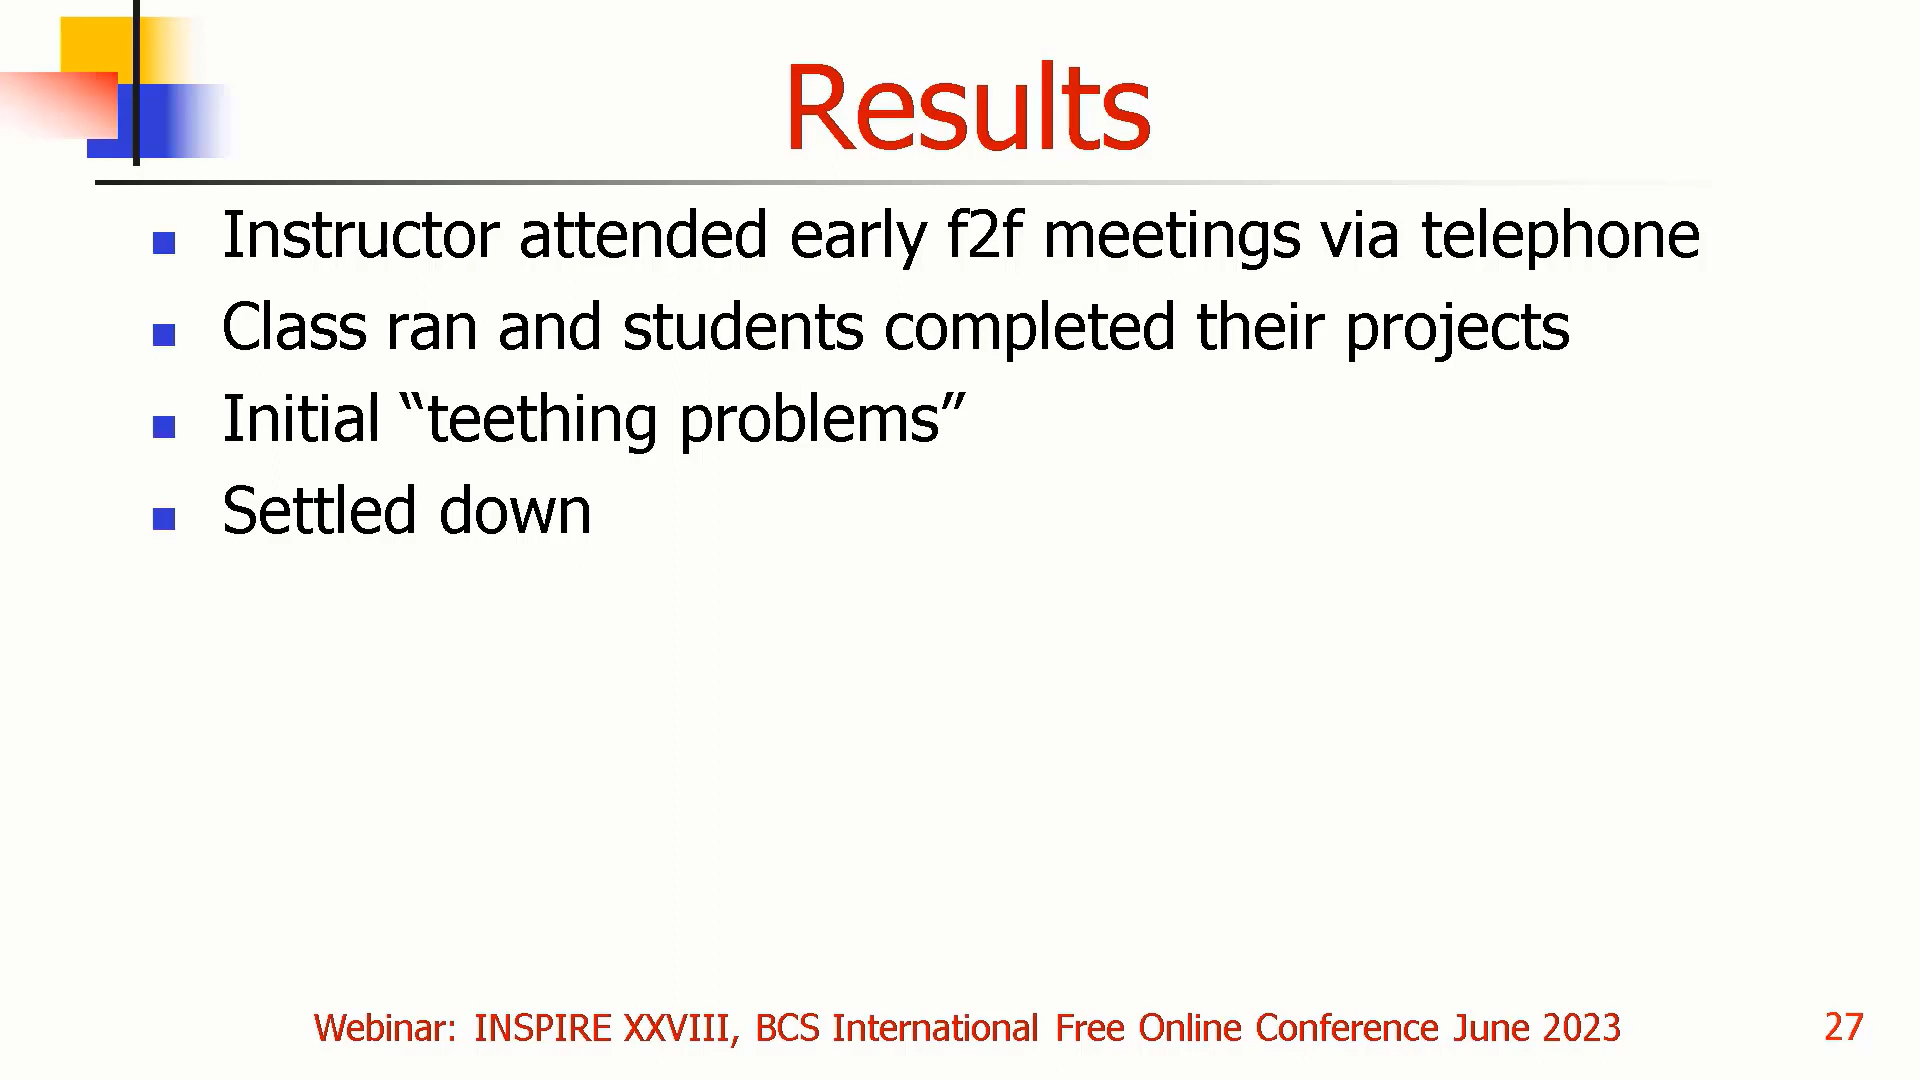 Results
Instructor attended early f2f meetings via telephone
Class ran and students completed their projects
Initial “teething problems”
Settled down
Webinar: INSPIRE XXVIII, BCS International Free Online Conference June 2023
27